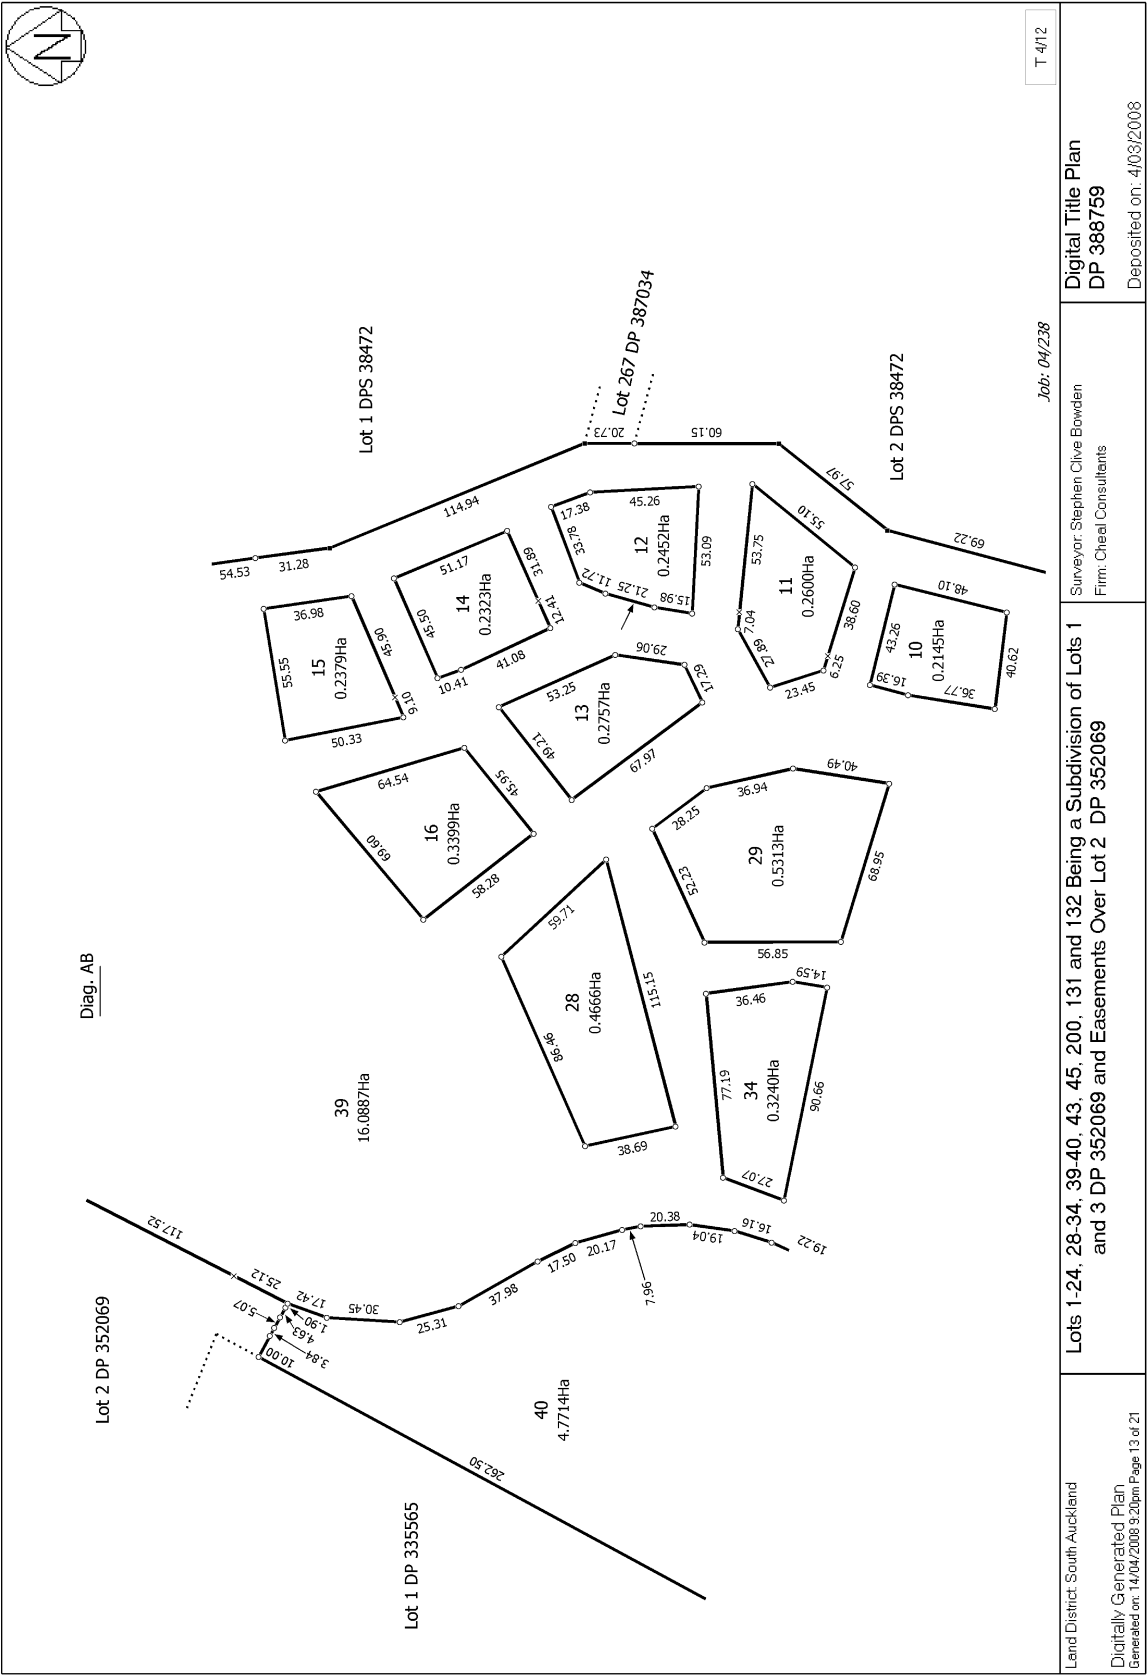 Diag. AB
T 4/12
Lot 2 DP 352069
Lot 1 DP 335565
Lot 1 DPS 38472
Lot 267 DP 387034
Lot 2 DPS 38472
117.52
25.12
17.42
1.90
4.63
5.07
3.84
10.00
30.45
25.31
37.98
17.50
20.17
7.96
20.38
19.04
16.16
19.22
262.50
40
4.7714Ha
39
16.0887Ha
54.53
31.28
114.94
20.73
60.15
57.97
69.22
15
0.2379Ha
36.98
55.55
50.33
9.10
45.90
14
0.2323Ha
51.17
45.50
10.41
41.08
12.41
31.89
12
0.2452Ha
17.38
33.78
11.72
21.25
15.98
53.09
45.26
11
0.2600Ha
53.75
7.04
27.89
23.45
6.25
38.60
55.10
10
0.2145Ha
43.26
16.39
36.77
40.62
48.10
13
0.2757Ha
53.25
49.21
67.97
17.29
29.06
16
0.3399Ha
64.54
69.60
58.28
45.95
28
0.4666Ha
59.71
86.46
38.69
115.15
29
0.5313Ha
28.25
36.94
40.49
68.95
56.85
52.23
34
0.3240Ha
36.46
14.59
90.66
27.07
77.19
Job: 04/238
Land District: South Auckland
Digitally Generated Plan
Generated on: 14/04/2008 9:20pm Page 13 of 21
Lots 1-24, 28-34, 39-40, 43, 45, 200, 131 and 132 Being a Subdivision of Lots 1
and 3 DP 352069 and Easements Over Lot 2 DP 352069
Surveyor: Stephen Clive Bowden
Firm: Cheal Consultants
Digital Title Plan
DP 388759
Deposited on: 4/03/2008
N